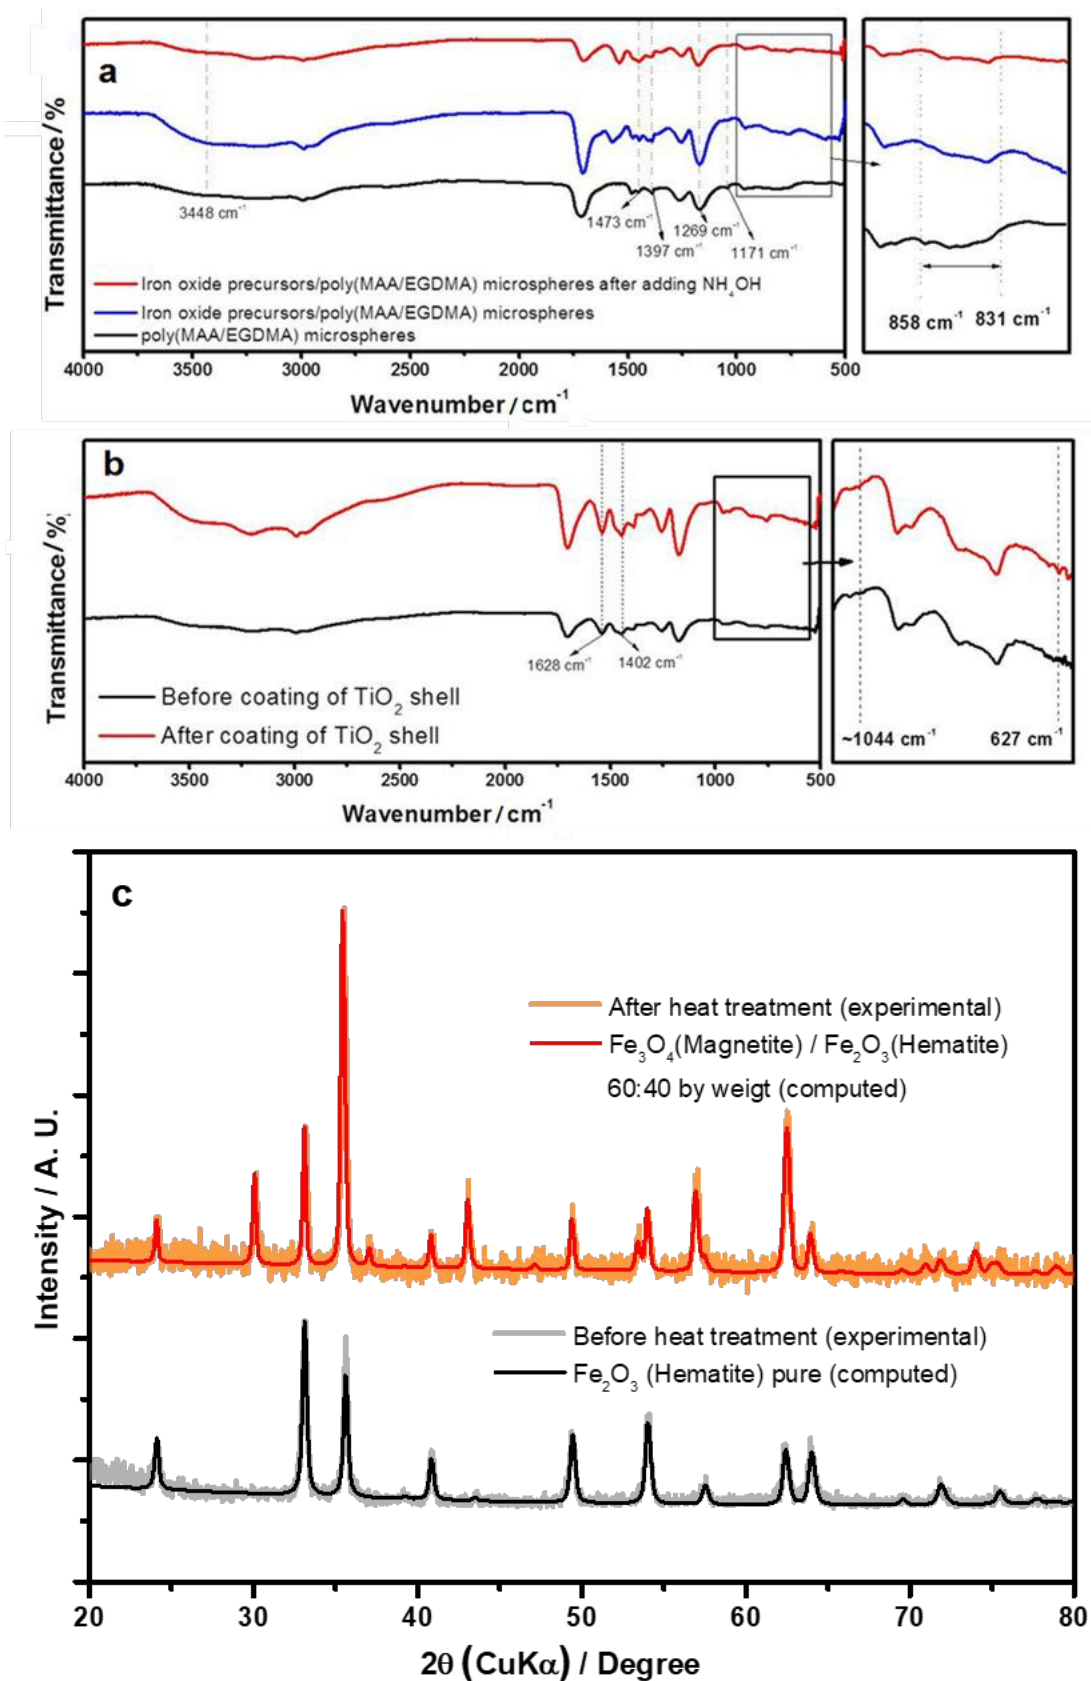 a
Transmittance/%
3448 cm⁻¹
1473 cm⁻¹
1397 cm⁻¹
1269 cm⁻¹
1171 cm⁻¹
Iron oxide precursors/poly(MAA/EGDMA) microspheres after adding NH₄OH
Iron oxide precursors/poly(MAA/EGDMA) microspheres
poly(MAA/EGDMA) microspheres
858 cm⁻¹ 831 cm⁻¹
4000 3500 3000 2500 2000 1500 1000 500
Wavenumber/cm⁻¹
b
Transmittance/%
1628 cm⁻¹ 1402 cm⁻¹
Before coating of TiO₂ shell
After coating of TiO₂ shell
~1044 cm⁻¹ 627 cm⁻¹
4000 3500 3000 2500 2000 1500 1000 500
Wavenumber/cm⁻¹
c
Intensity / A. U.
After heat treatment (experimental)
Fe₃O₄(Magnetite) / Fe₂O₃(Hematite)
60:40 by weigt (computed)
Before heat treatment (experimental)
Fe₂O₃ (Hematite) pure (computed)
20 30 40 50 60 70 80
2θ (CuKα) / Degree